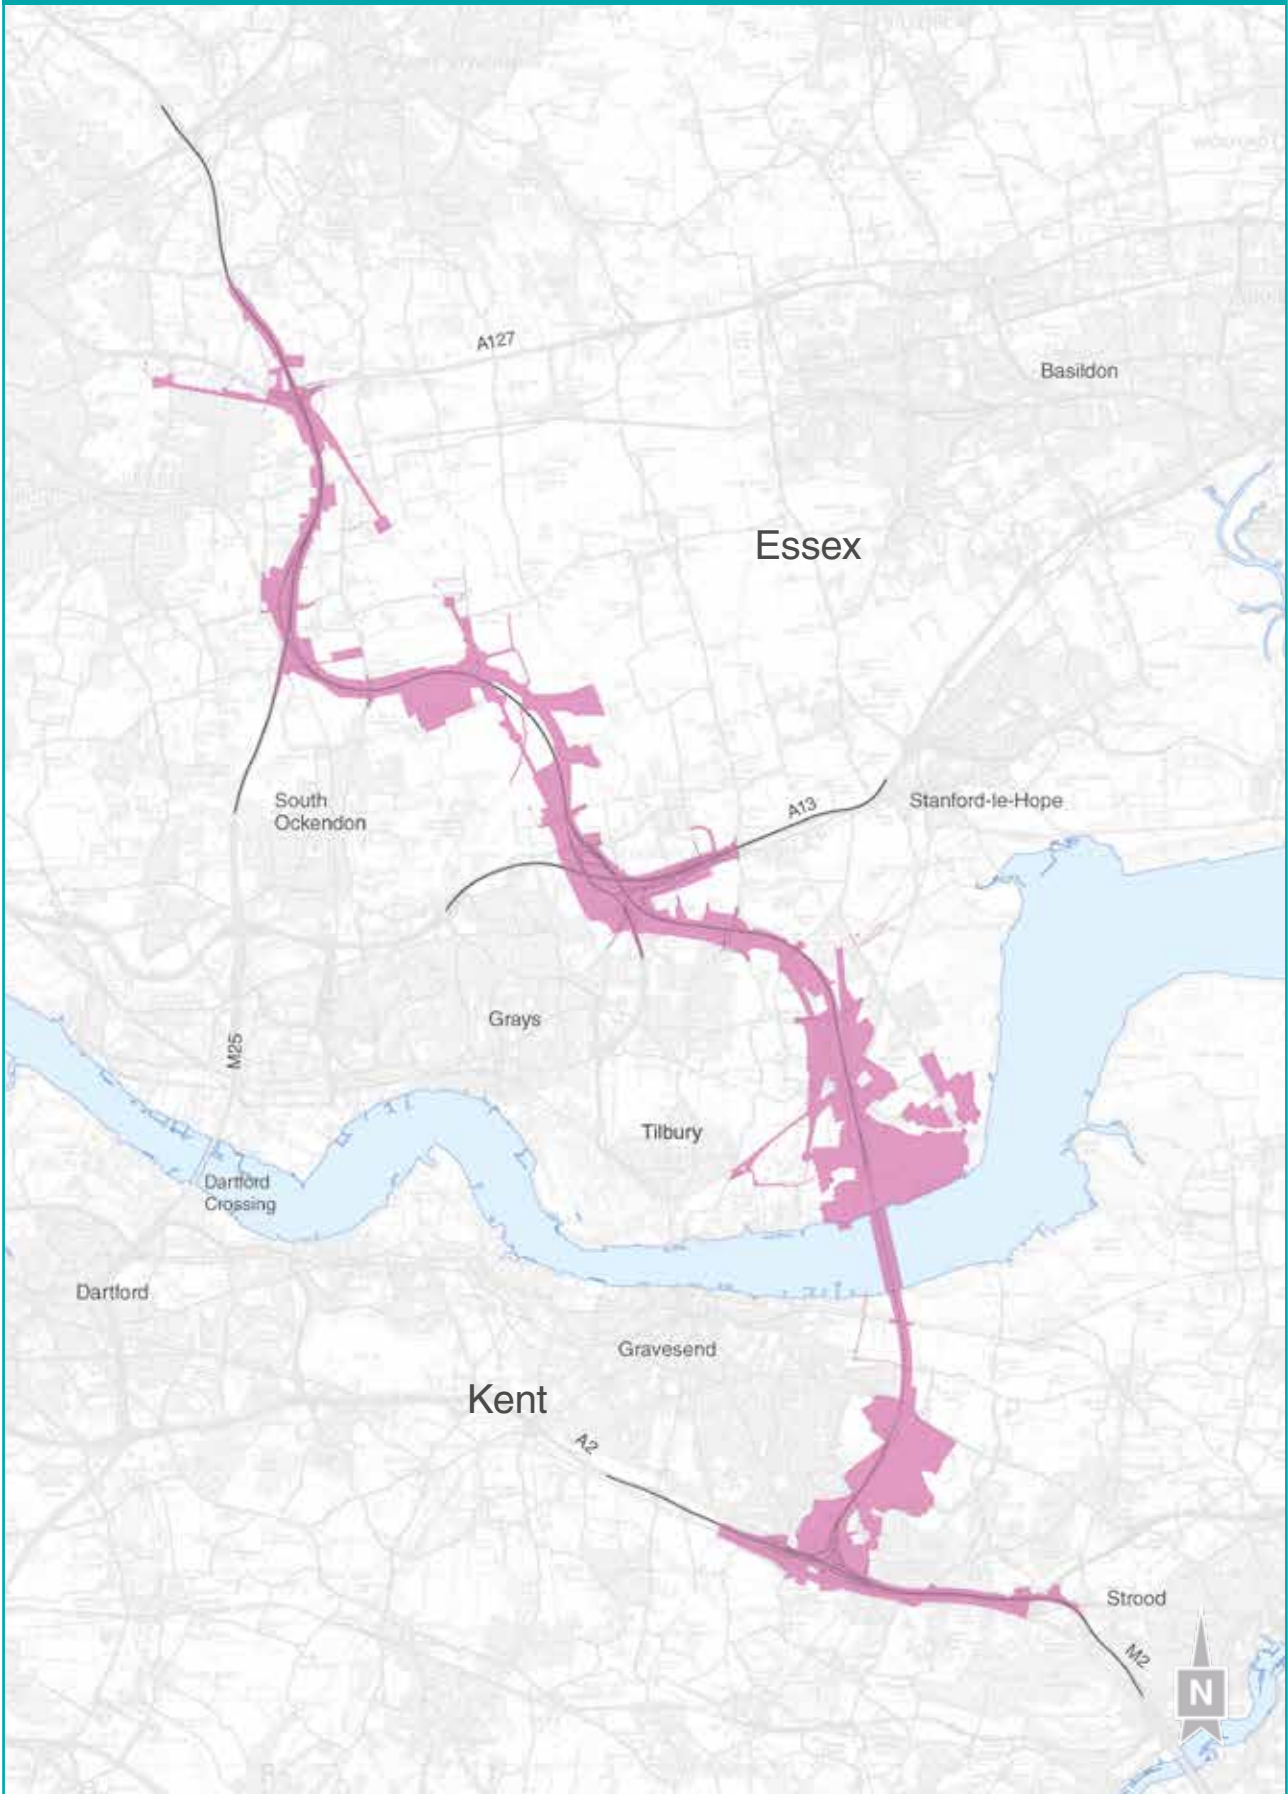 A127
Basildon
Essex
South
Ockendon
A13
Stanford-le-Hope
Grays
M25
Tilbury
Dartford
Crossing
Dartford
Gravesend
Kent
A2
Strood
M2
N